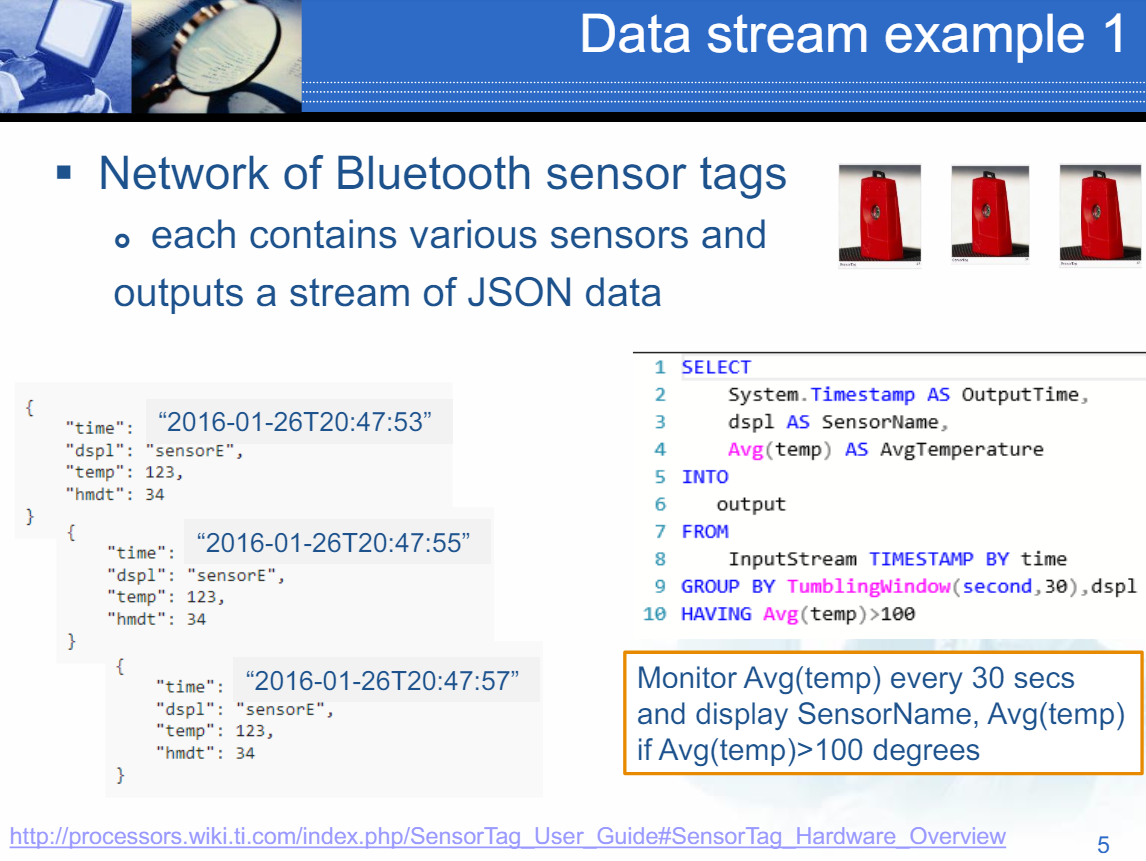 Data stream example 1
▪ Network of Bluetooth sensor tags
each contains various sensors and
outputs a stream of JSON data
{
"time": “2016-01-26T20:47:53”
"dspl": "sensorE",
"temp": 123,
"hmdt": 34
}
{
"time": “2016-01-26T20:47:55”
"dspl": "sensorE",
"temp": 123,
"hmdt": 34
}
{
"time": “2016-01-26T20:47:57”
"dspl": "sensorE",
"temp": 123,
"hmdt": 34
}
1 SELECT
2 System.Timestamp AS OutputTime,
3 dspl AS SensorName,
4 Avg(temp) AS AvgTemperature
5 INTO
6 output
7 FROM
8 InputStream TIMESTAMP BY time
9 GROUP BY TumblingWindow(second,30),dspl
10 HAVING Avg(temp)>100
Monitor Avg(temp) every 30 secs
and display SensorName, Avg(temp)
if Avg(temp)>100 degrees
http://processors.wiki.ti.com/index.php/SensorTag_User_Guide#SensorTag_Hardware_Overview
5